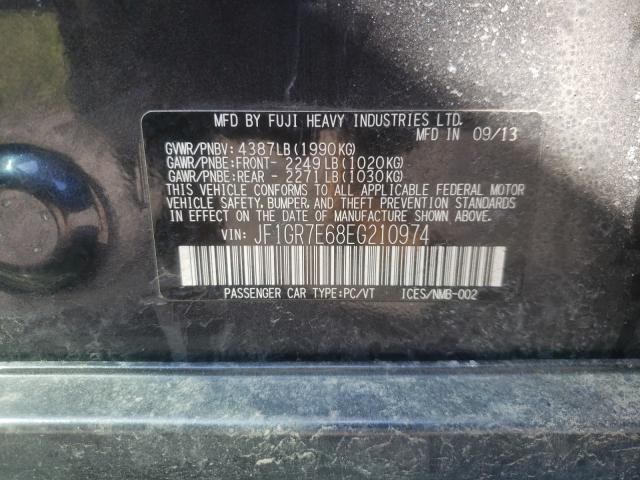 MFD BY FUJI HEAVY INDUSTRIES LTD.
MFD IN 09/13
GVWR/PNBV: 4387LB(1990KG)
GAWR/PNBE:FRONT- 2249LB(1020KG)
GAWR/PNBE:REAR - 2271LB(1030KG)
THIS VEHICLE CONFORMS TO ALL APPLICABLE FEDERAL MOTOR
VEHICLE SAFETY, BUMPER, AND THEFT PREVENTION STANDARDS
IN EFFECT ON THE DATE OF MANUFACTURE SHOWN ABOVE.
VIN: JF1GR7E68EG210974
PASSENGER CAR TYPE:PC/VT ICES/NMB-002